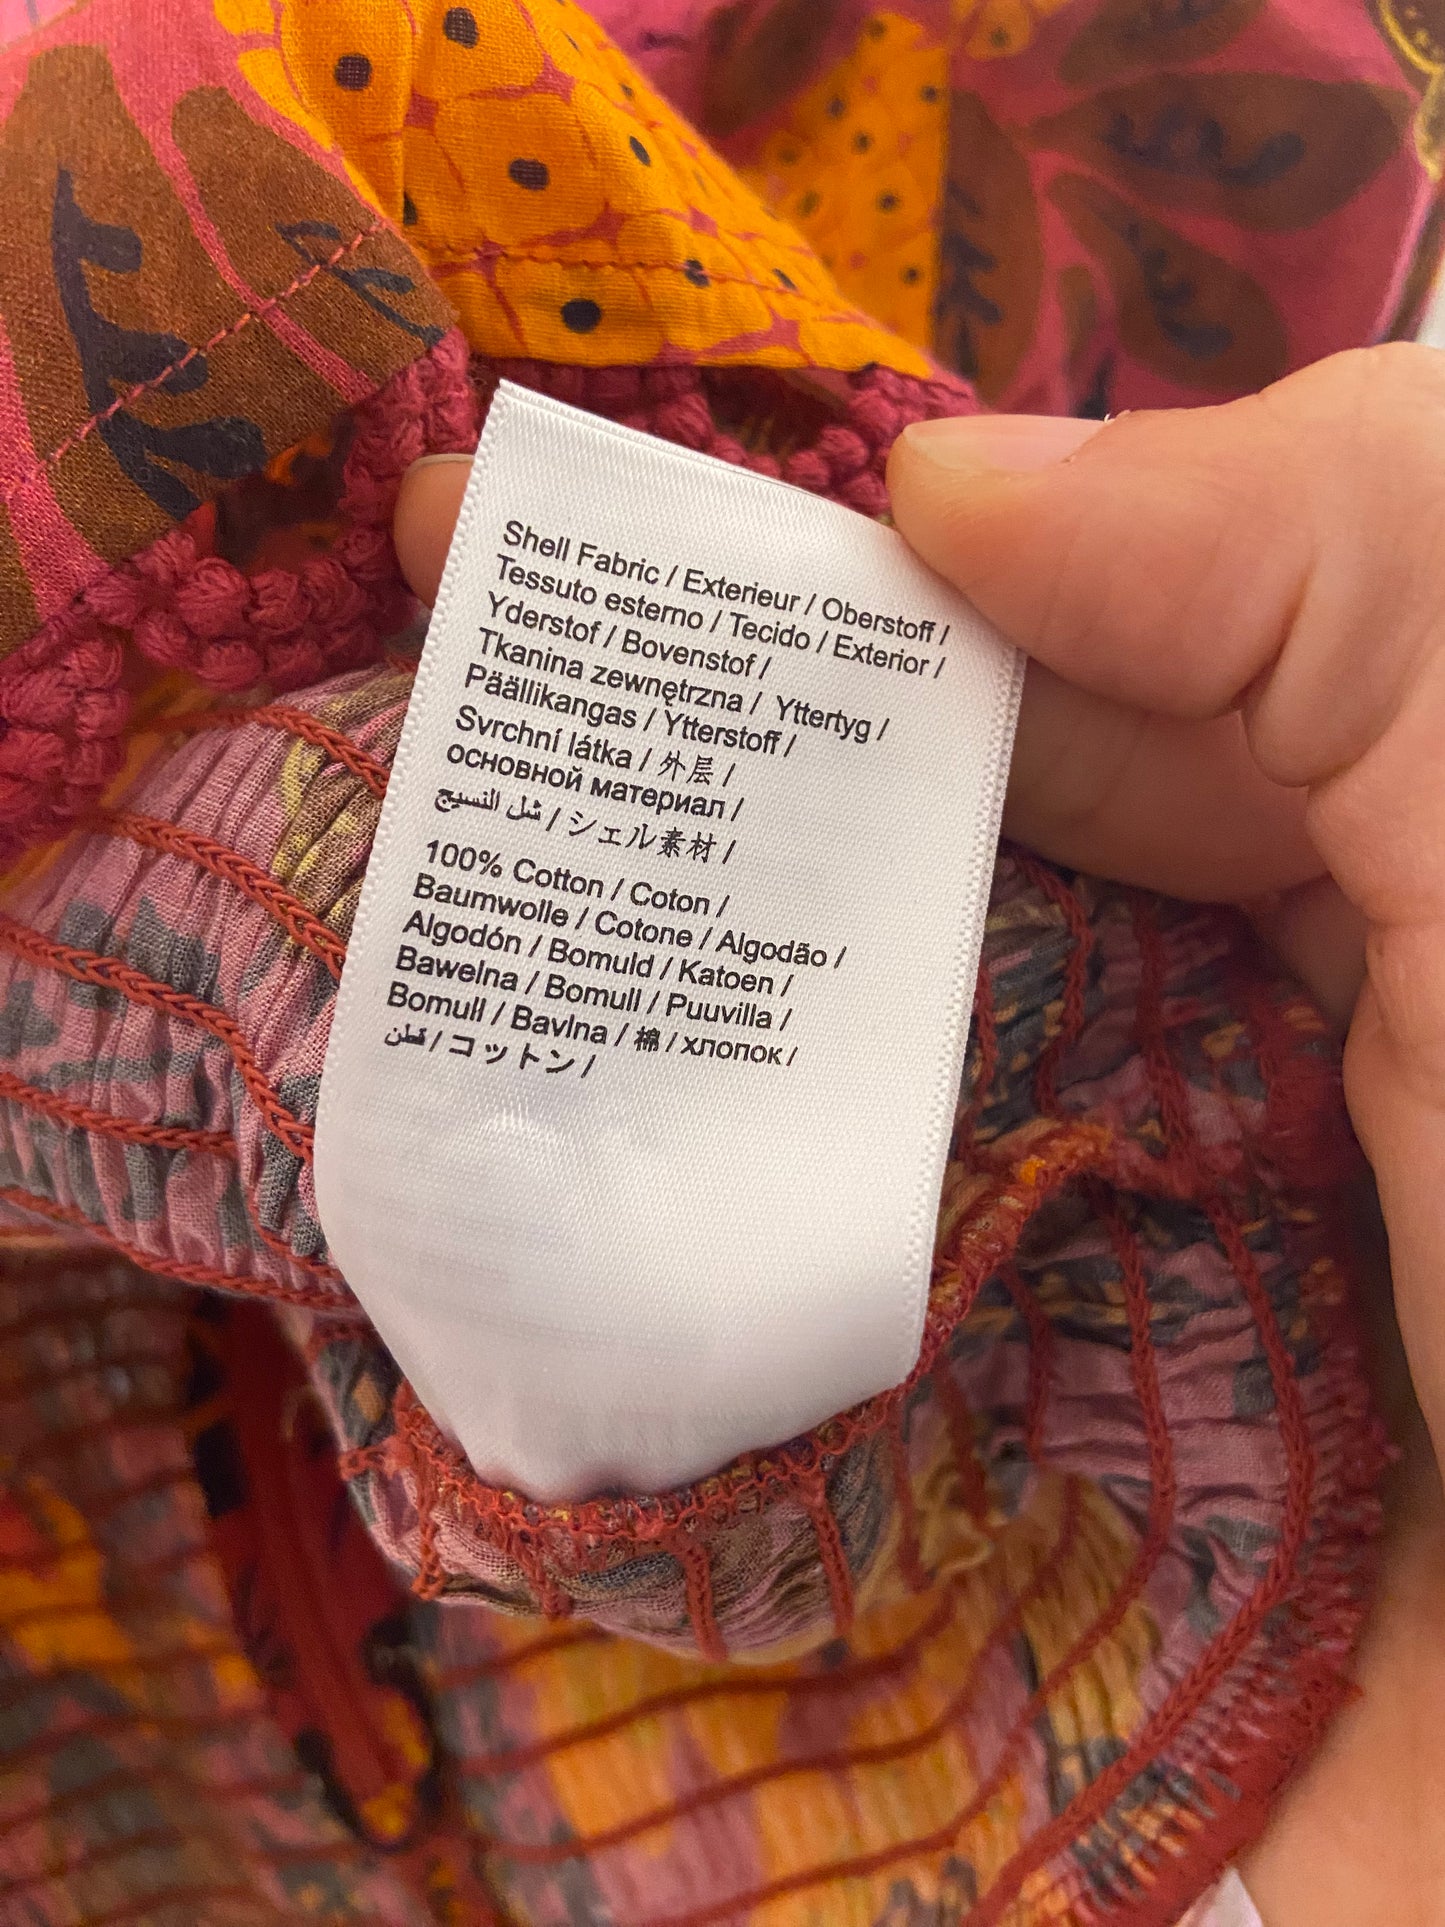 Shell Fabric / Exterieur / Oberstoff /
Tessuto esterno / Tecido / Exterior /
Yderstof / Bovenstof /
Tkanina zewnętrzna / Yttertyg /
Päällikangas / Ytterstoff /
Svrchní látka / 外层 /
основной материал /
شل النسيج / シェル素材 /
100% Cotton / Coton /
Baumwolle / Cotone / Algodão /
Algodón / Bomuld / Katoen /
Bawelna / Bomull / Puuvilla /
Bomull / Bavlna / 棉 / хлопок /
قطن / コットン /